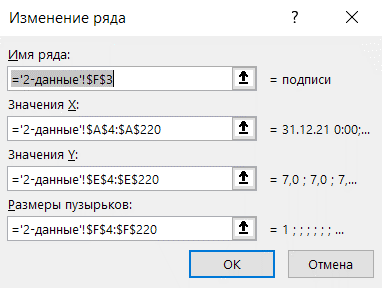 Изменение ряда ? ×
Имя ряда:
='2-данные'!$F$3 = подписи
Значения X:
='2-данные'!$A$4:$A$220 = 31.12.21 0:00;...
Значения Y:
='2-данные'!$E$4:$E$220 = 7,0 ; 7,0 ; 7,...
Размеры пузырьков:
='2-данные'!$F$4:$F$220 = 1 ; ; ; ; ; ; ...
ОК Отмена